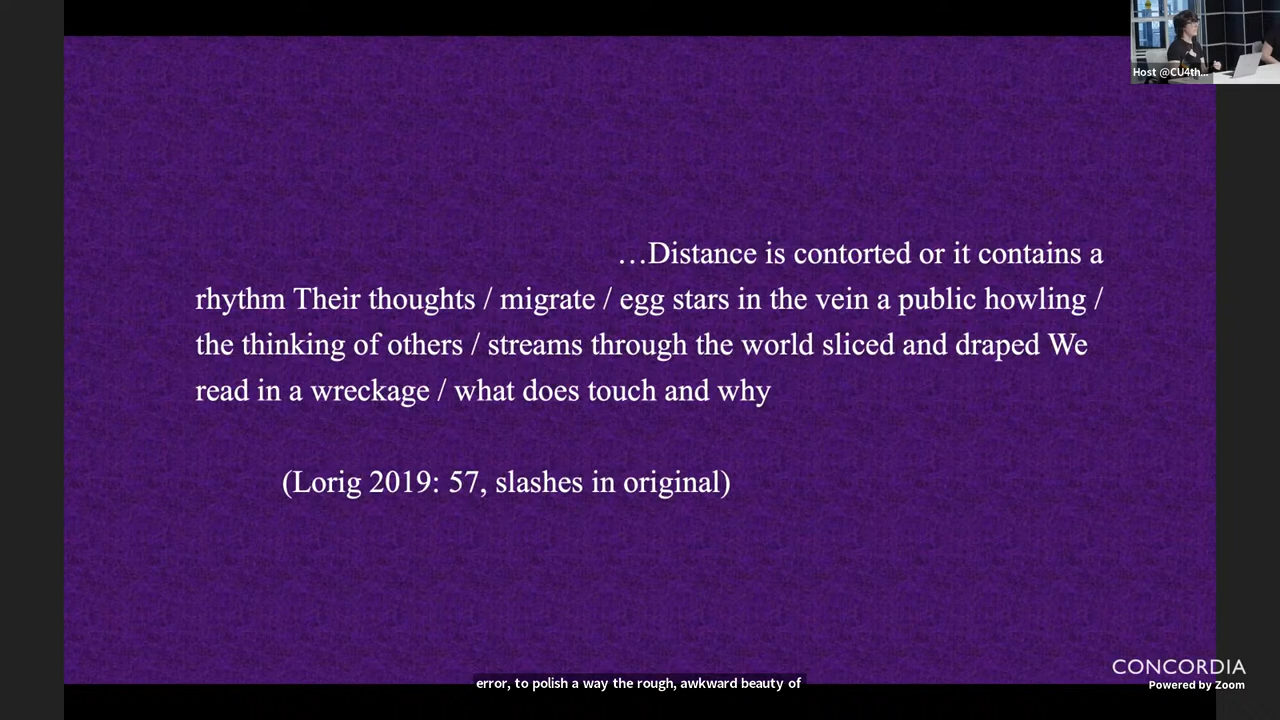 Host @CU4th...
…Distance is contorted or it contains a
rhythm Their thoughts / migrate / egg stars in the vein a public howling /
the thinking of others / streams through the world sliced and draped We
read in a wreckage / what does touch and why
(Lorig 2019: 57, slashes in original)
CONCORDIA
Powered by Zoom
error, to polish a way the rough, awkward beauty of